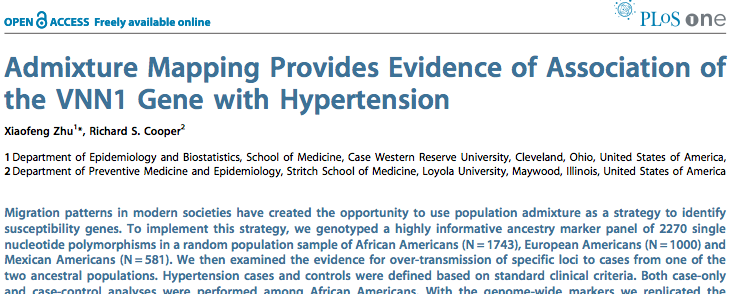 OPEN ACCESS Freely available online
PLoS one
Admixture Mapping Provides Evidence of Association of
the VNN1 Gene with Hypertension
Xiaofeng Zhu1*, Richard S. Cooper2
1 Department of Epidemiology and Biostatistics, School of Medicine, Case Western Reserve University, Cleveland, Ohio, United States of America,
2 Department of Preventive Medicine and Epidemiology, Stritch School of Medicine, Loyola University, Maywood, Illinois, United States of America
Migration patterns in modern societies have created the opportunity to use population admixture as a strategy to identify
susceptibility genes. To implement this strategy, we genotyped a highly informative ancestry marker panel of 2270 single
nucleotide polymorphisms in a random population sample of African Americans (N = 1743), European Americans (N = 1000) and
Mexican Americans (N = 581). We then examined the evidence for over-transmission of specific loci to cases from one of the
two ancestral populations. Hypertension cases and controls were defined based on standard clinical criteria. Both case-only
and case-control analyses were performed among African Americans. With the genome-wide markers we replicated the